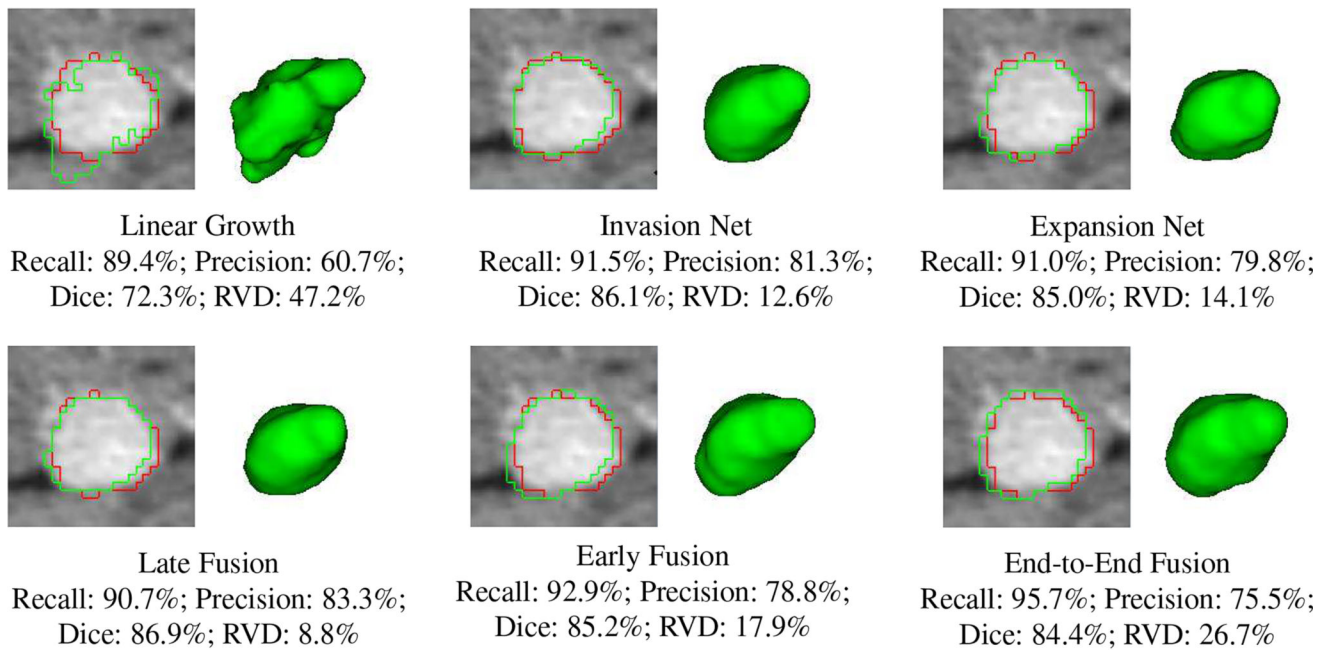 Linear Growth
Recall: 89.4%; Precision: 60.7%;
Dice: 72.3%; RVD: 47.2%
Invasion Net
Recall: 91.5%; Precision: 81.3%;
Dice: 86.1%; RVD: 12.6%
Expansion Net
Recall: 91.0%; Precision: 79.8%;
Dice: 85.0%; RVD: 14.1%
Late Fusion
Recall: 90.7%; Precision: 83.3%;
Dice: 86.9%; RVD: 8.8%
Early Fusion
Recall: 92.9%; Precision: 78.8%;
Dice: 85.2%; RVD: 17.9%
End-to-End Fusion
Recall: 95.7%; Precision: 75.5%;
Dice: 84.4%; RVD: 26.7%